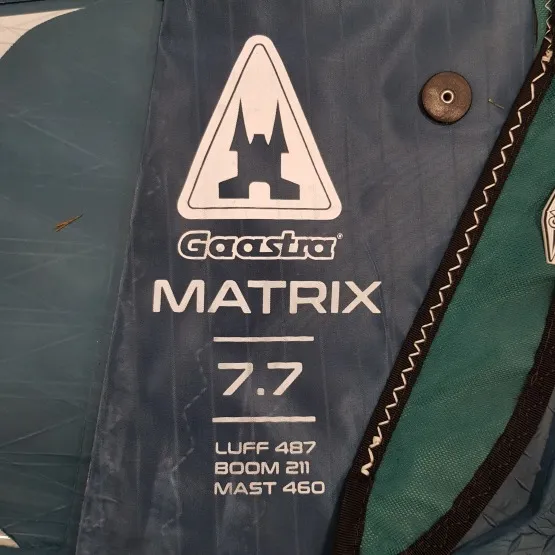 Gaastra®
MATRIX
7.7
LUFF 487
BOOM 211
MAST 460